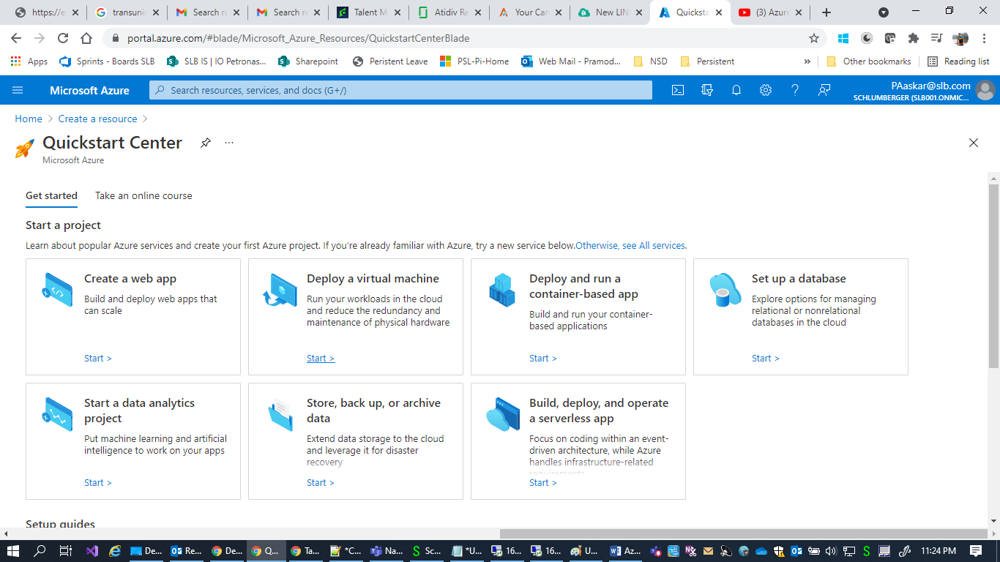 https://e
transunic
Search re
Search re
Talent M
Atidiv Re
Your Car
New LIN
Quicksta
(3) Azure
portal.azure.com/#blade/Microsoft_Azure_Resources/QuickstartCenterBlade
Apps
Sprints - Boards SLB
SLB IS | IO Petronas...
Sharepoint
Peristent Leave
PSL-Pi-Home
Web Mail - Pramod...
NSD
Persistent
»
Other bookmarks
Reading list
Microsoft Azure
Search resources, services, and docs (G+/)
PAaskar@slb.com
SCHLUMBERGER (SLB001.ONMIC...
Home > Create a resource >
Quickstart Center
...
Microsoft Azure
Get started
Take an online course
Start a project
Learn about popular Azure services and create your first Azure project. If you're already familiar with Azure, try a new service below.Otherwise, see All services.
Create a web app
Build and deploy web apps that
can scale
Start >
Deploy a virtual machine
Run your workloads in the cloud
and reduce the redundancy and
maintenance of physical hardware
Start >
Deploy and run a
container-based app
Build and run your container-
based applications
Start >
Set up a database
Explore options for managing
relational or nonrelational
databases in the cloud
Start >
Start a data analytics
project
Put machine learning and artificial
intelligence to work on your apps
Start >
Store, back up, or archive
data
Extend data storage to the cloud
and leverage it for disaster
recovery
Start >
Build, deploy, and operate
a serverless app
Focus on coding within an event-
driven architecture, while Azure
handles infrastructure-related
requirements
Start >
Setup guides
De...
Re...
De...
Q...
Ta...
*C...
Na...
Sc...
*U...
16...
16...
U...
Az...
11:24 PM